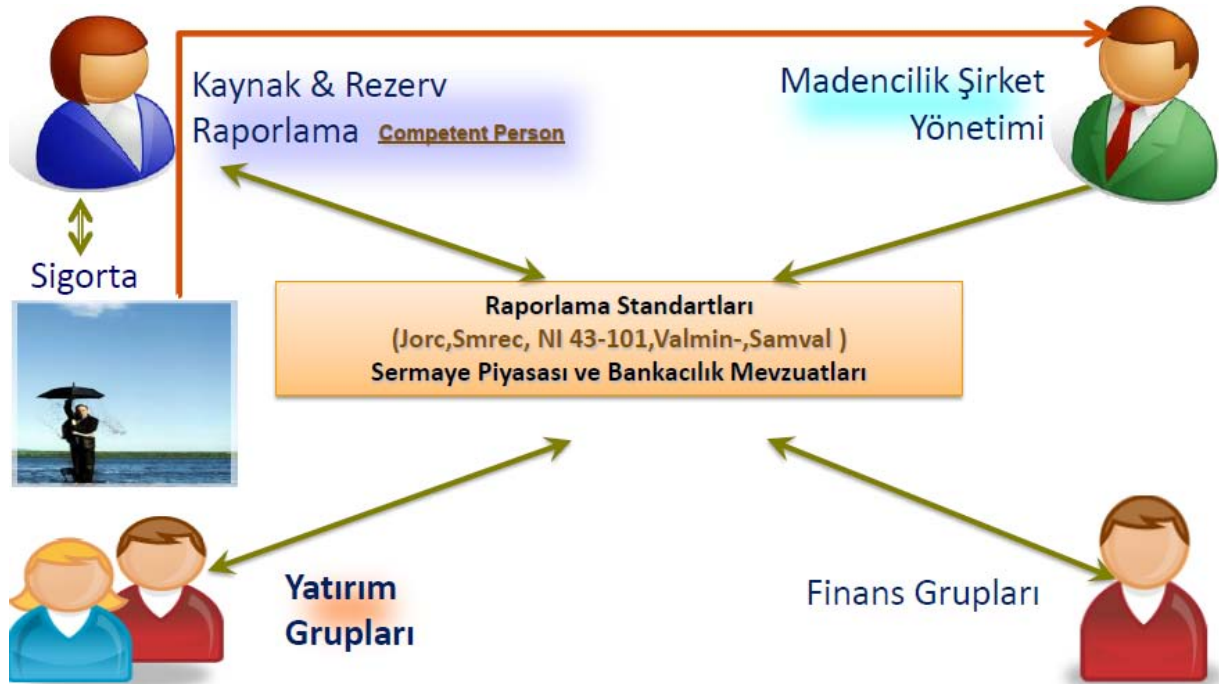 Kaynak & Rezerv
Raporlama Competent Person
Madencilik Şirket
Yönetimi
Sigorta
Raporlama Standartları
(Jorc,Smrec, NI 43-101,Valmin-,Samval )
Sermaye Piyasası ve Bankacılık Mevzuatları
Yatırım
Grupları
Finans Grupları